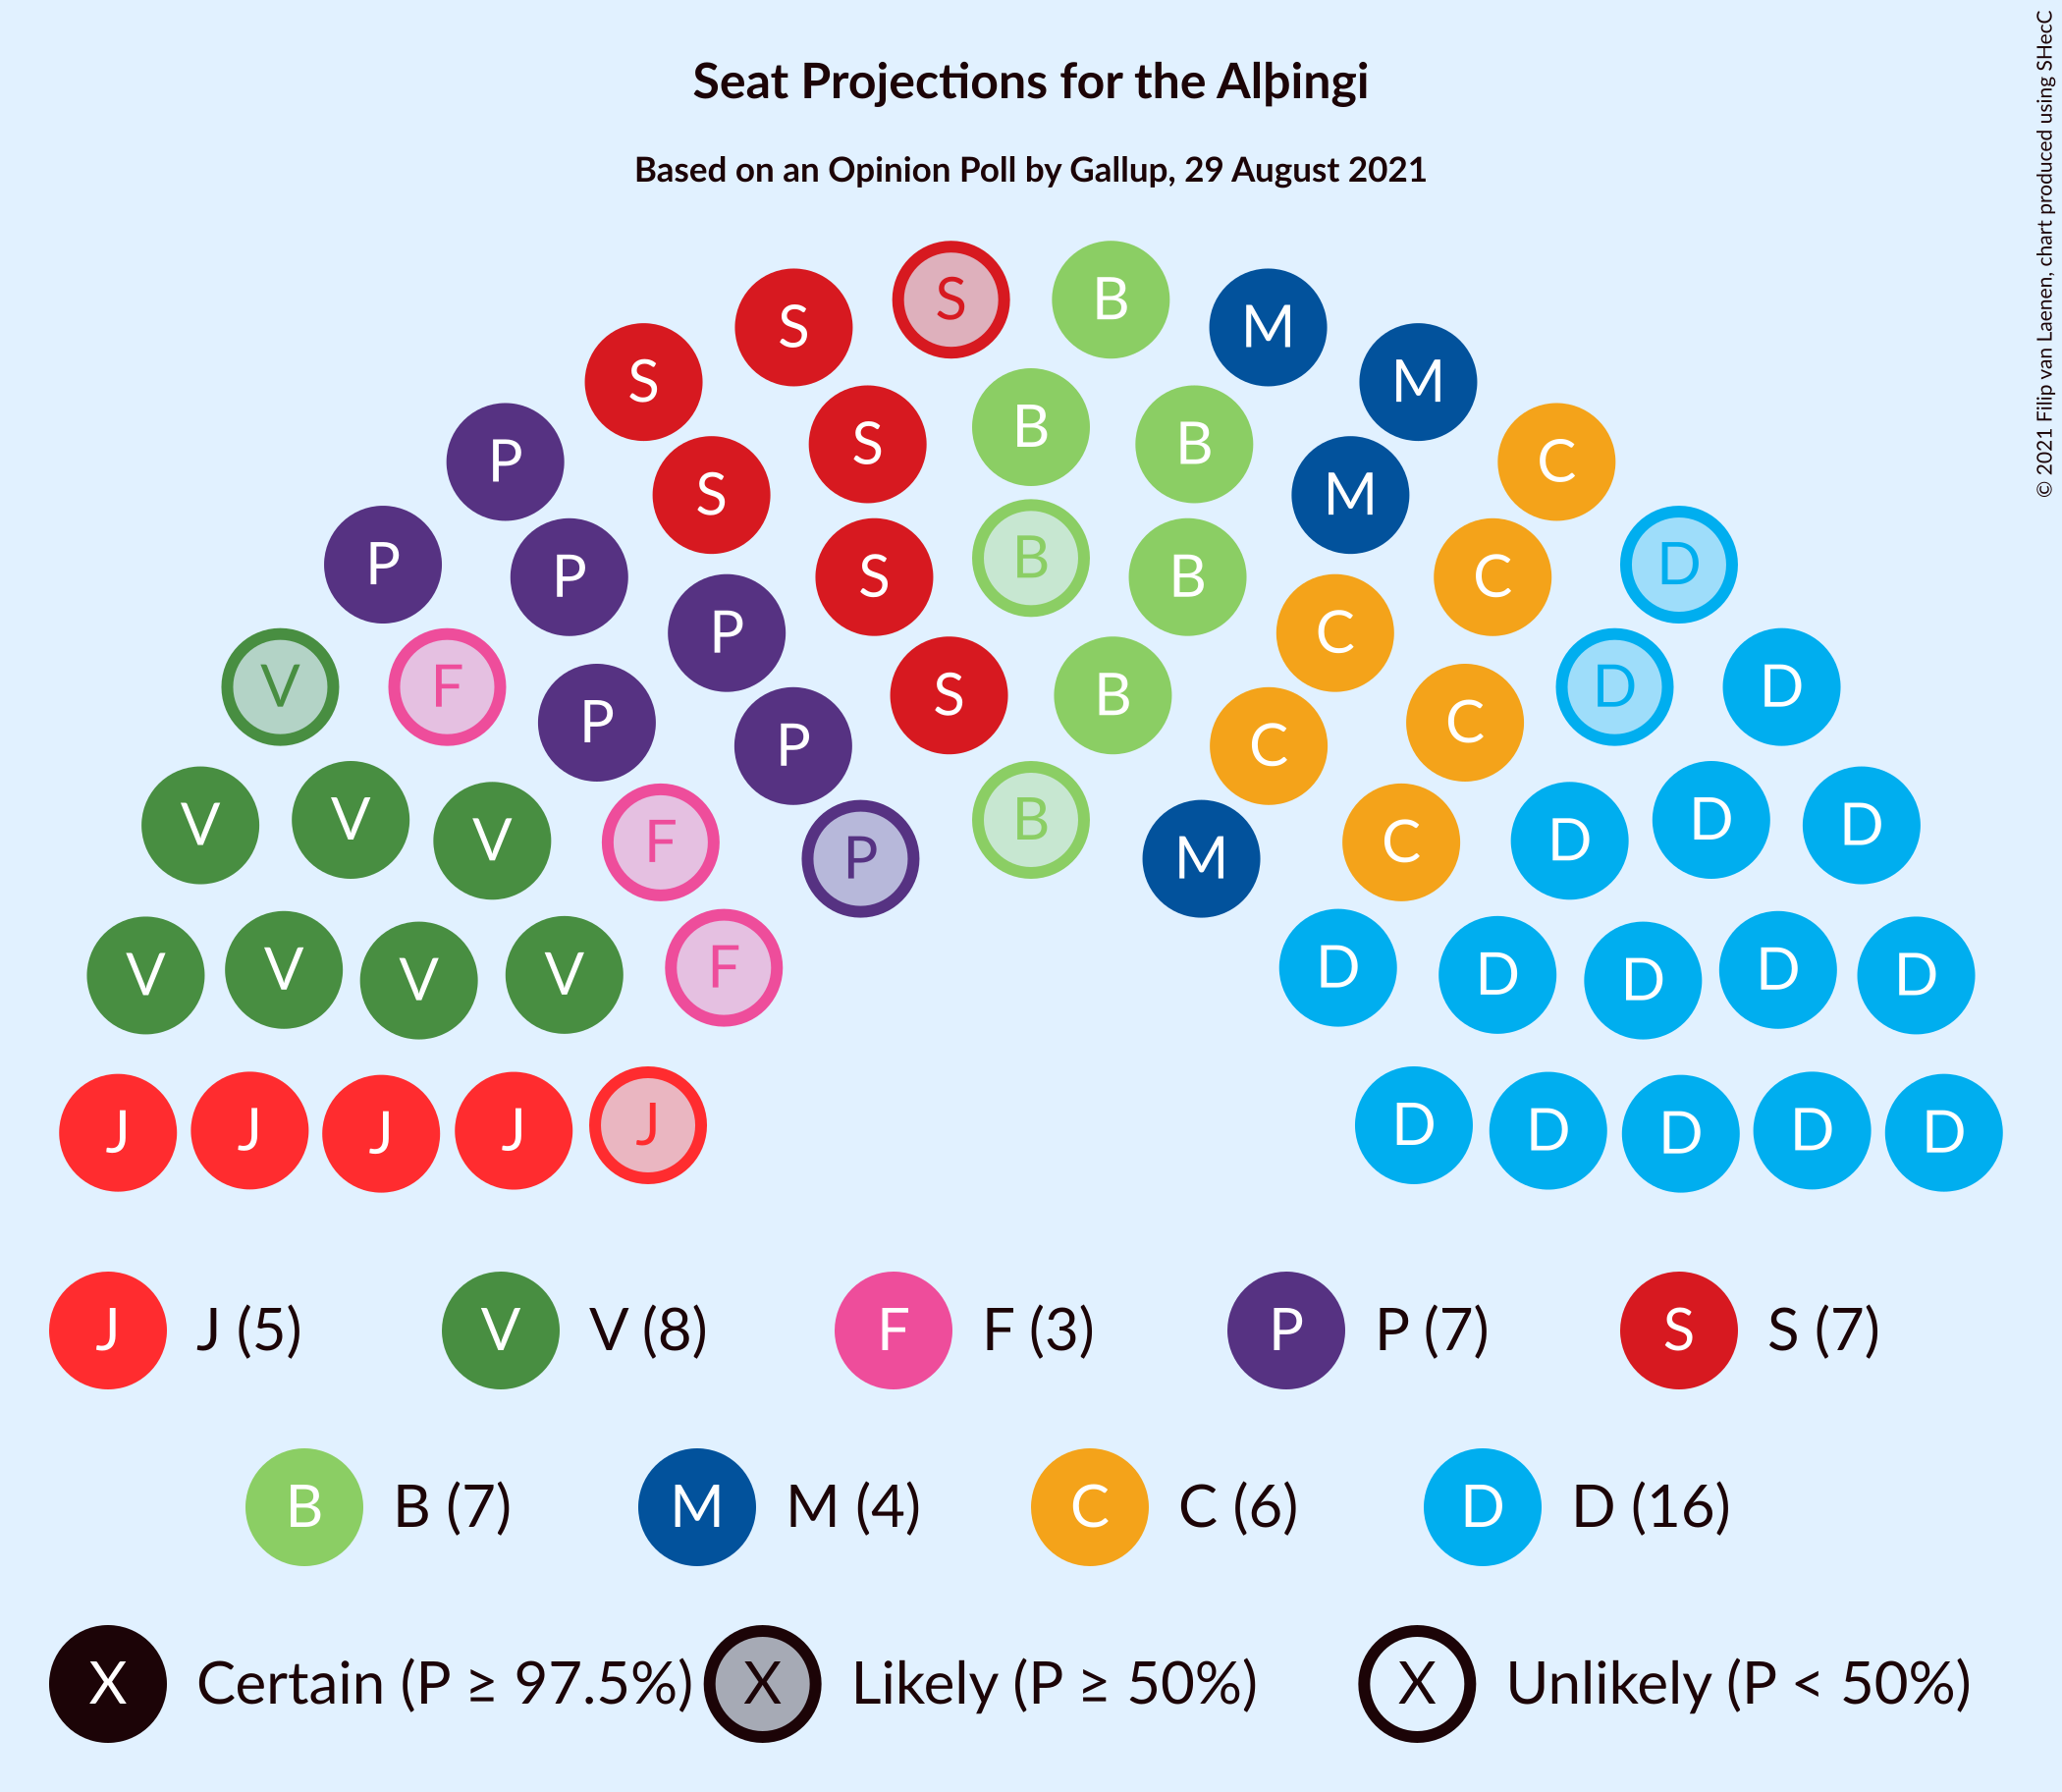 © 2021 Filip van Laenen, chart produced using SHecC
Seat Projections for the Alþingi
Based on an Opinion Poll by Gallup, 29 August 2021
S B
S M
S M
B
S B
P C
S M
B
P D
P S B C
P C
V F D D
S B
P C
P C
V V V F B C D D D
P M
V V V V F D D D D D
J J J J J D D D D D
J J (5) V V (8) F F (3) P P (7) S S (7)
B B (7) M M (4) C C (6) D D (16)
X Certain (P ≥ 97.5%) X Likely (P ≥ 50%) X Unlikely (P < 50%)